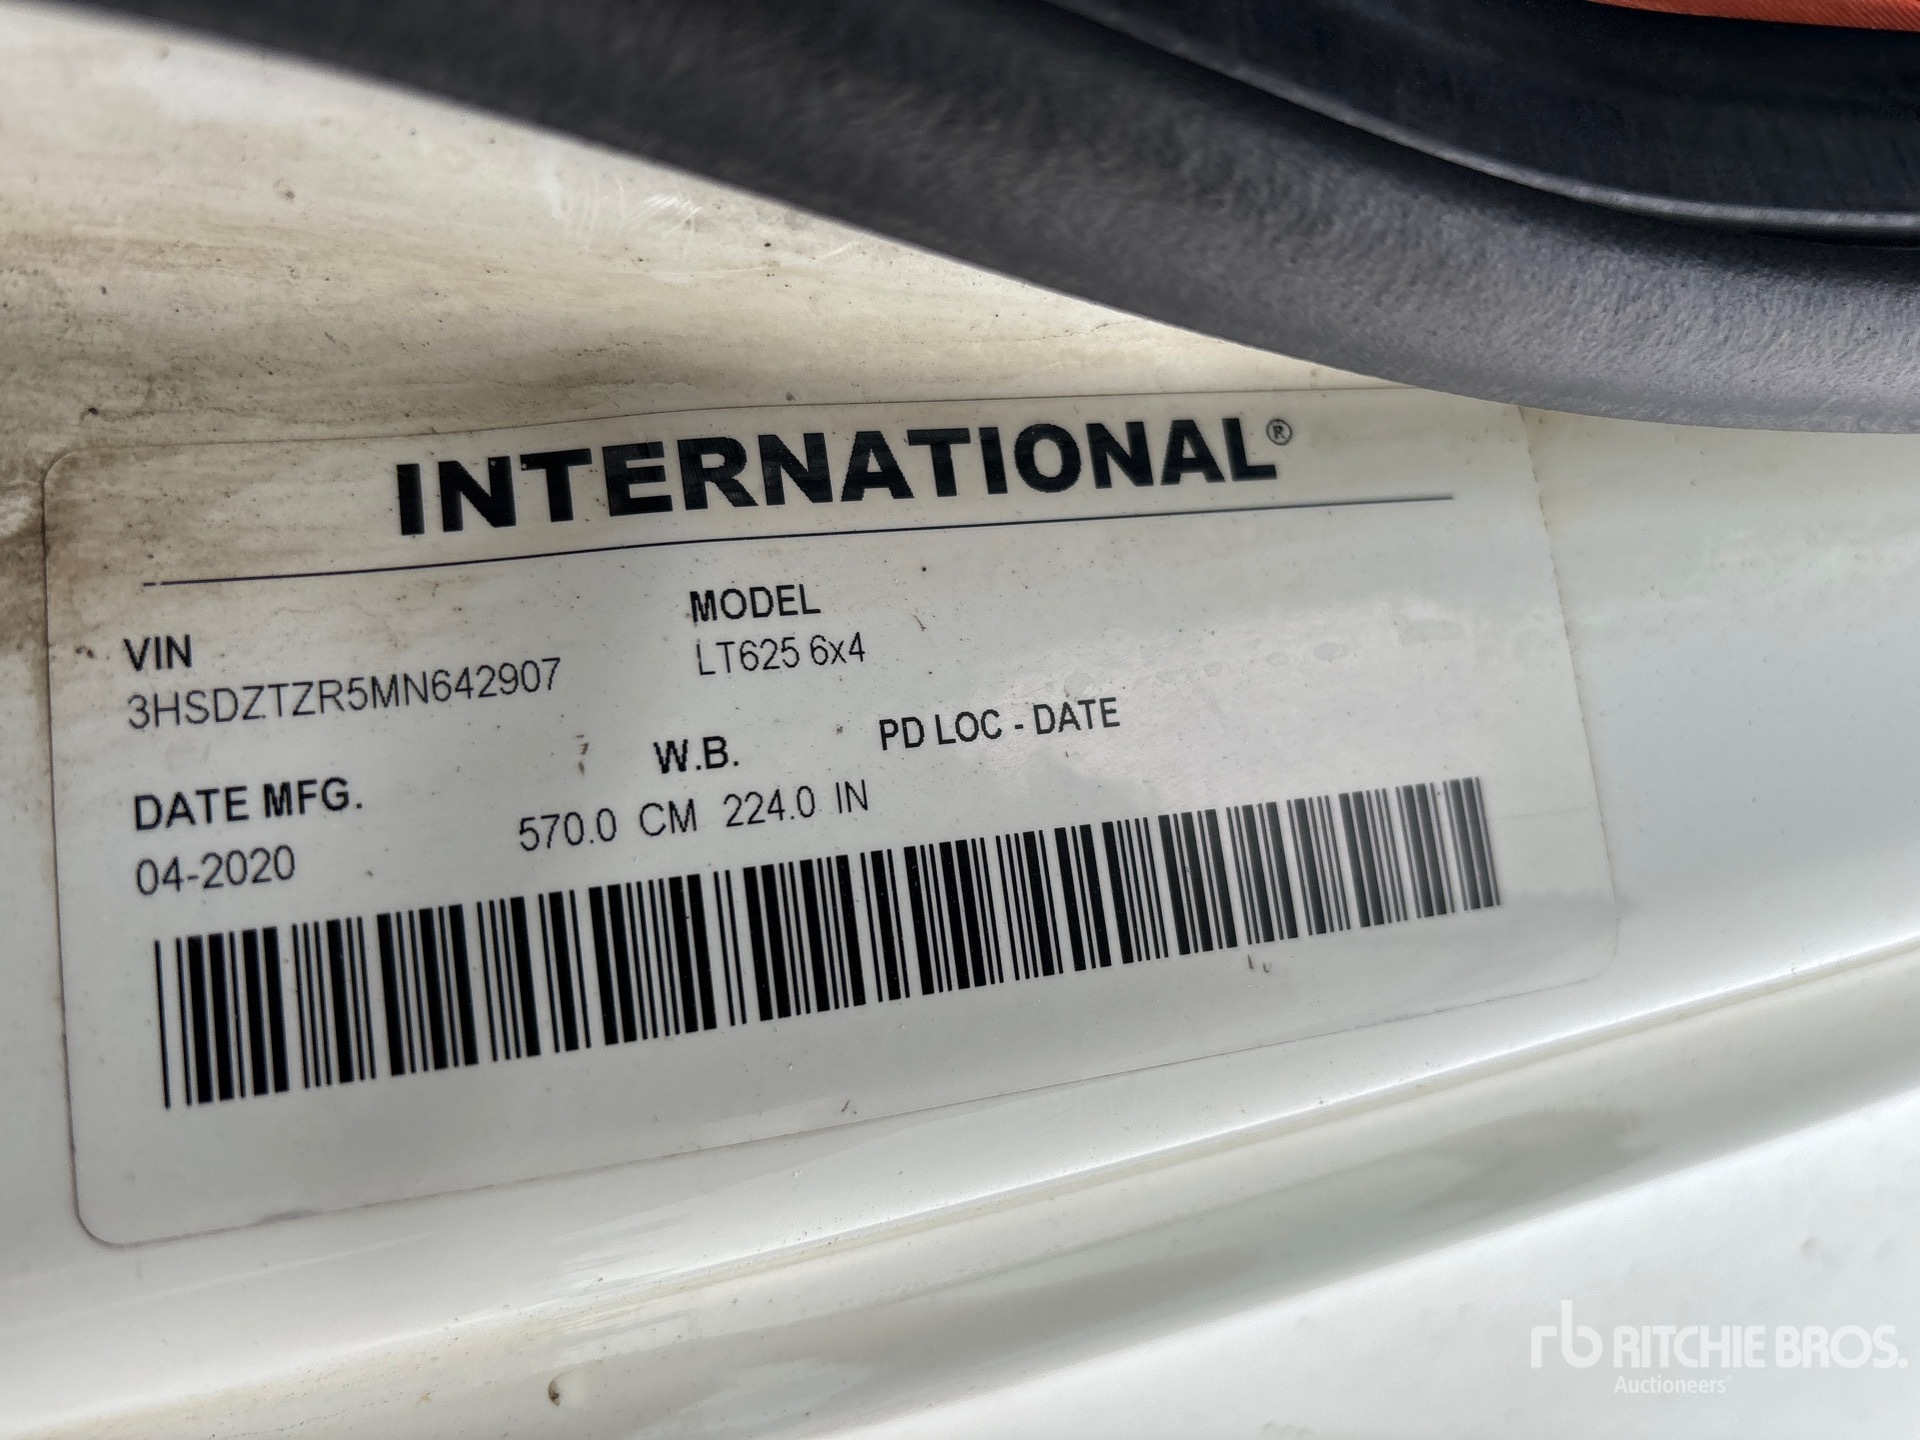 INTERNATIONAL®
VIN
3HSDZTZR5MN642907
MODEL
LT625 6x4
DATE MFG.
04-2020
W.B.
570.0 CM 224.0 IN
PD LOC - DATE
rb RITCHIE BROS.
Auctioneers